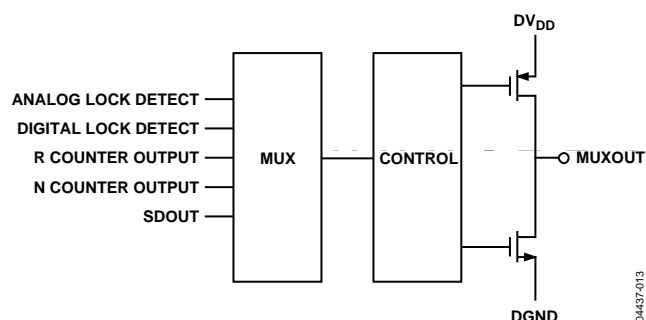 DVDD
ANALOG LOCK DETECT
DIGITAL LOCK DETECT
R COUNTER OUTPUT
N COUNTER OUTPUT
SDOUT
MUX
CONTROL
MUXOUT
DGND
04437-013